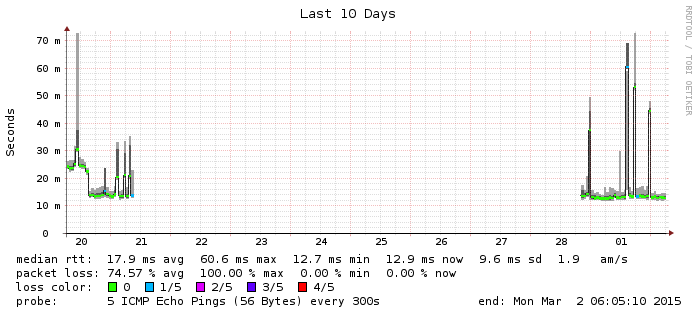 Last 10 Days
RRDTOOL / TOBI OETIKER
Seconds
70 m
60 m
50 m
40 m
30 m
20 m
10 m
0
20 21 22 23 24 25 26 27 28 01
median rtt: 17.9 ms avg 60.6 ms max 12.7 ms min 12.9 ms now 9.6 ms sd 1.9 am/s
packet loss: 74.57 % avg 100.00 % max 0.00 % min 0.00 % now
loss color: 0 1/5 2/5 3/5 4/5
probe: 5 ICMP Echo Pings (56 Bytes) every 300s end: Mon Mar 2 06:05:10 2015